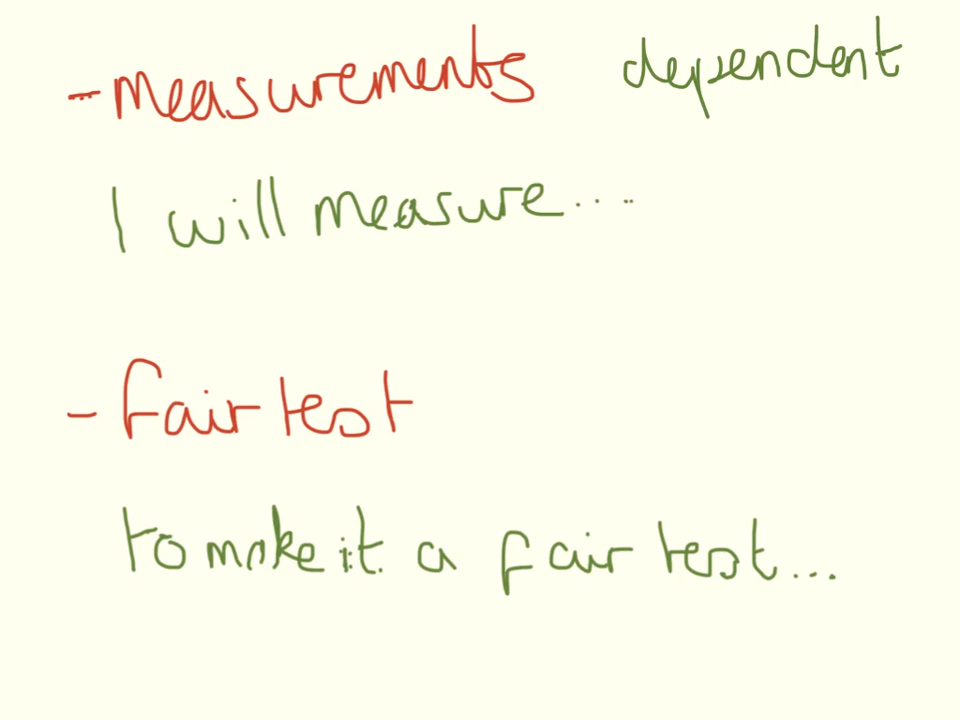 - measurements dependent
I will measure.....
- fair test
to make it a fair test...